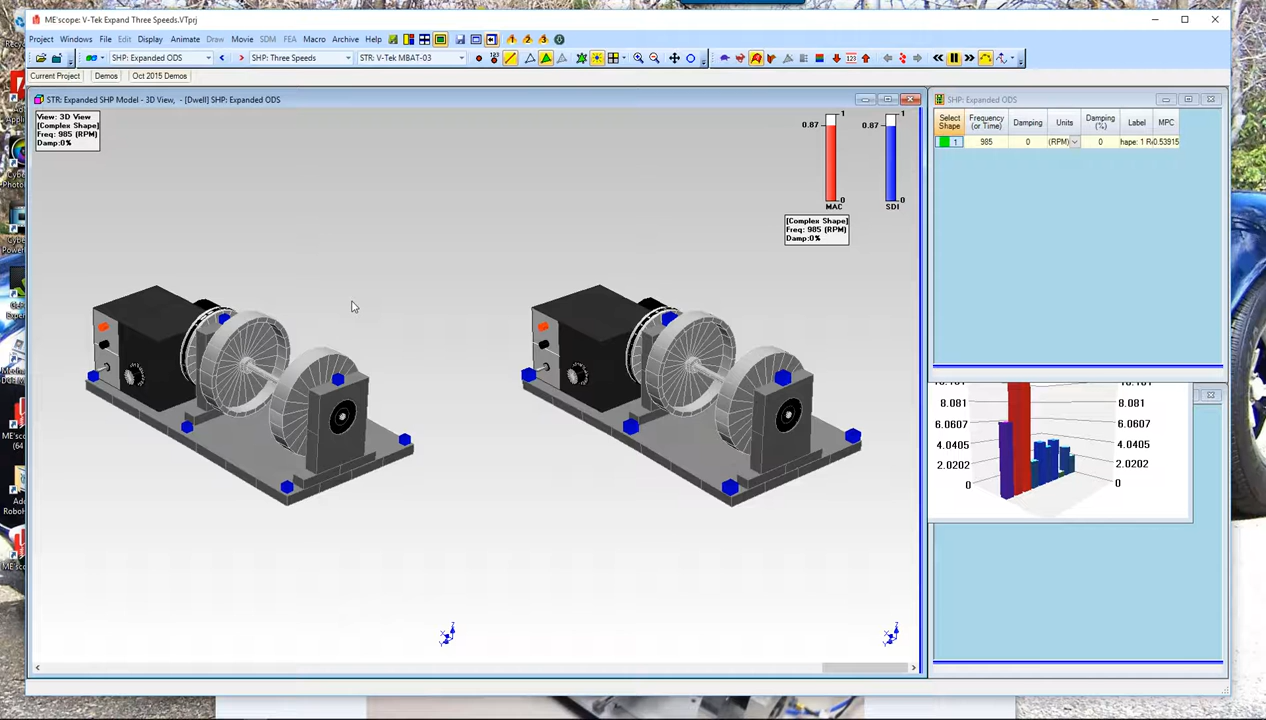 ME'scope: V-Tek Expand Three Speeds.VTprj
Project Windows File Edit Display Animate Draw Movie SDM FEA Macro Archive Help
SHP: Expanded ODS SHP: Three Speeds STR: V-Tek MBAT-03
Current Project Demos Oct 2015 Demos
STR: Expanded SHP Model - 3D View, - [Dwell] SHP: Expanded ODS
View: 3D View
[Complex Shape]
Freq: 985 (RPM)
Damp:0%
0.87 1
0
MAC
0.87 1
0
SDI
[Complex Shape]
Freq: 985 (RPM)
Damp:0%
SHP: Expanded ODS
Select Shape Frequency (or Time) Damping Units Damping (%) Label MPC
1 985 0 (RPM) 0 hape: 1 R 0.53915
8.081 8.081
6.0607 6.0607
4.0405 4.0405
2.0202 2.0202
0 0